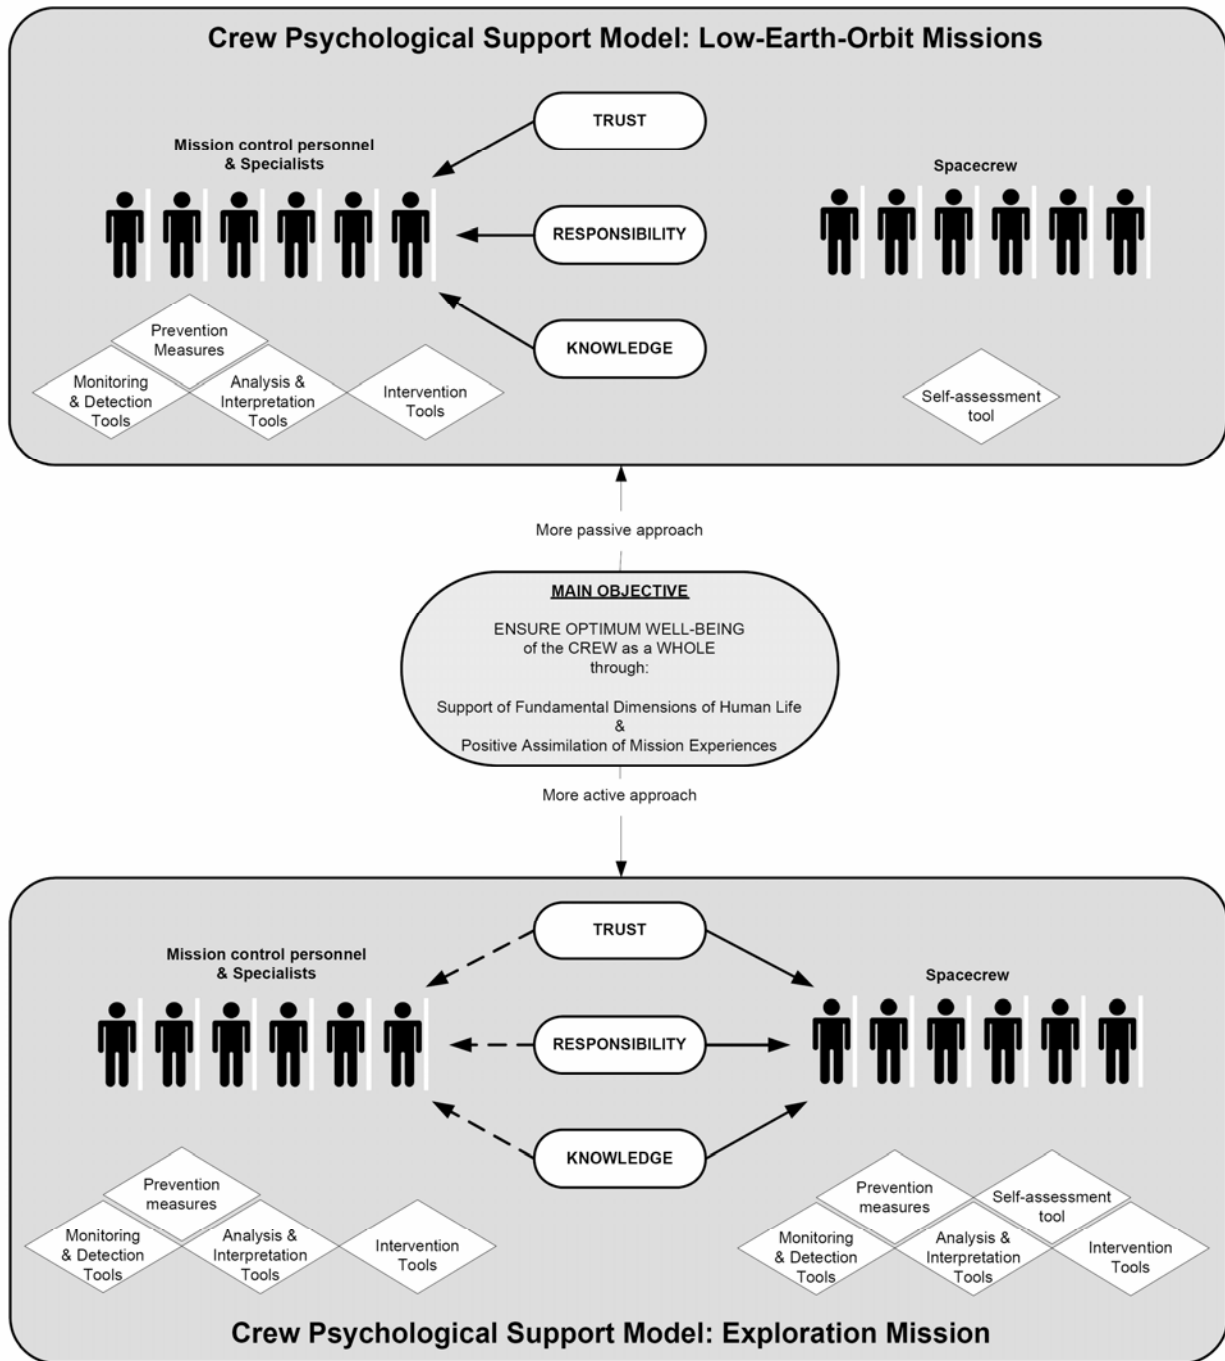 Crew Psychological Support Model: Low-Earth-Orbit Missions
TRUST
Mission control personnel
& Specialists
Spacecrew
RESPONSIBILITY
KNOWLEDGE
Prevention
Measures
Monitoring
& Detection
Tools
Analysis &
Interpretation
Tools
Intervention
Tools
Self-assessment
tool
More passive approach
MAIN OBJECTIVE
ENSURE OPTIMUM WELL-BEING
of the CREW as a WHOLE
through:
Support of Fundamental Dimensions of Human Life
&
Positive Assimilation of Mission Experiences
More active approach
TRUST
Mission control personnel
& Specialists
Spacecrew
RESPONSIBILITY
KNOWLEDGE
Prevention
measures
Monitoring
& Detection
Tools
Analysis &
Interpretation
Tools
Intervention
Tools
Prevention
measures
Self-assessment
tool
Monitoring
& Detection
Tools
Analysis &
Interpretation
Tools
Intervention
Tools
Crew Psychological Support Model: Exploration Mission